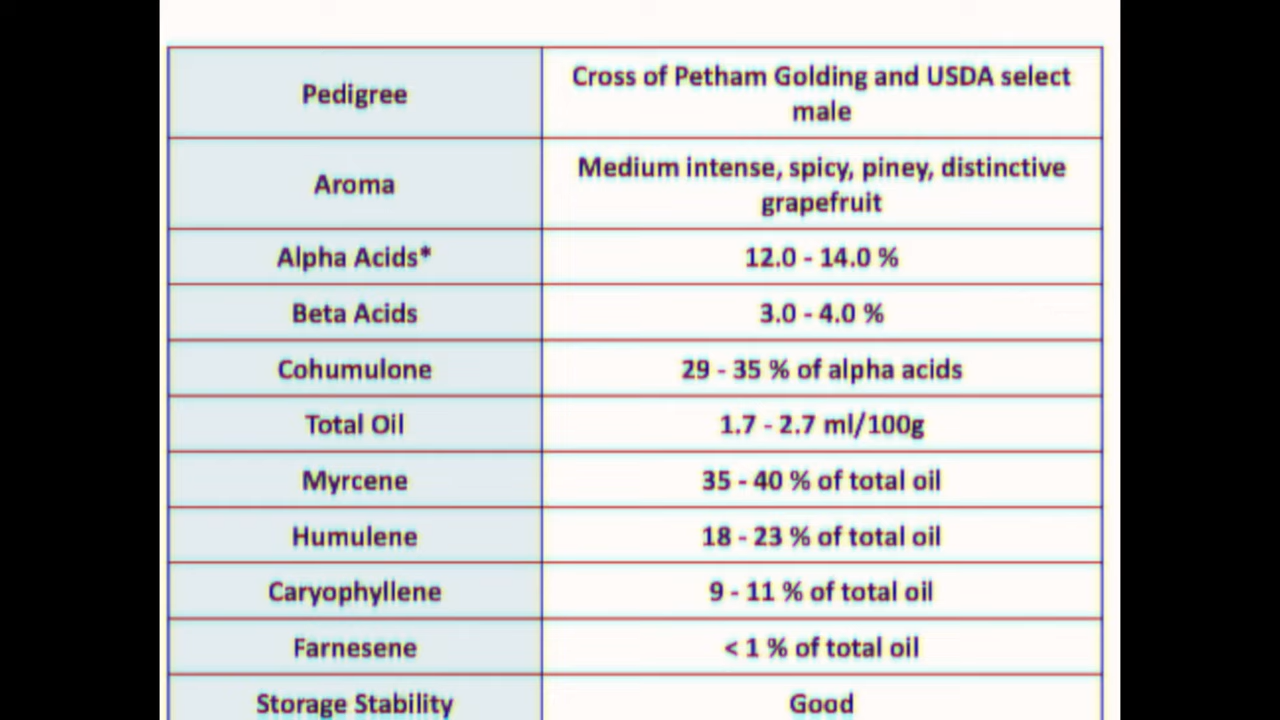 Pedigree
Cross of Petham Golding and USDA select
male
Aroma
Medium intense, spicy, piney, distinctive
grapefruit
Alpha Acids*
12.0 - 14.0 %
Beta Acids
3.0 - 4.0 %
Cohumulone
29 - 35 % of alpha acids
Total Oil
1.7 - 2.7 ml/100g
Myrcene
35 - 40 % of total oil
Humulene
18 - 23 % of total oil
Caryophyllene
9 - 11 % of total oil
Farnesene
< 1 % of total oil
Storage Stability
Good